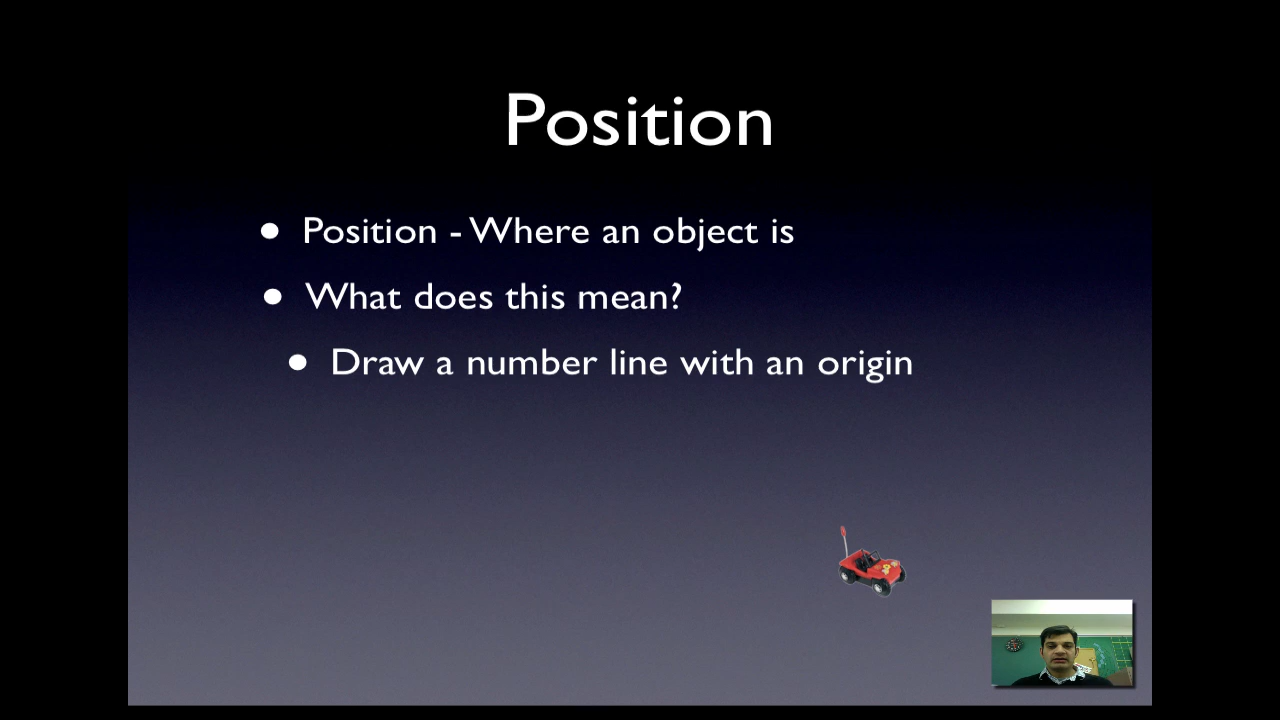 Position
• Position - Where an object is
• What does this mean?
• Draw a number line with an origin